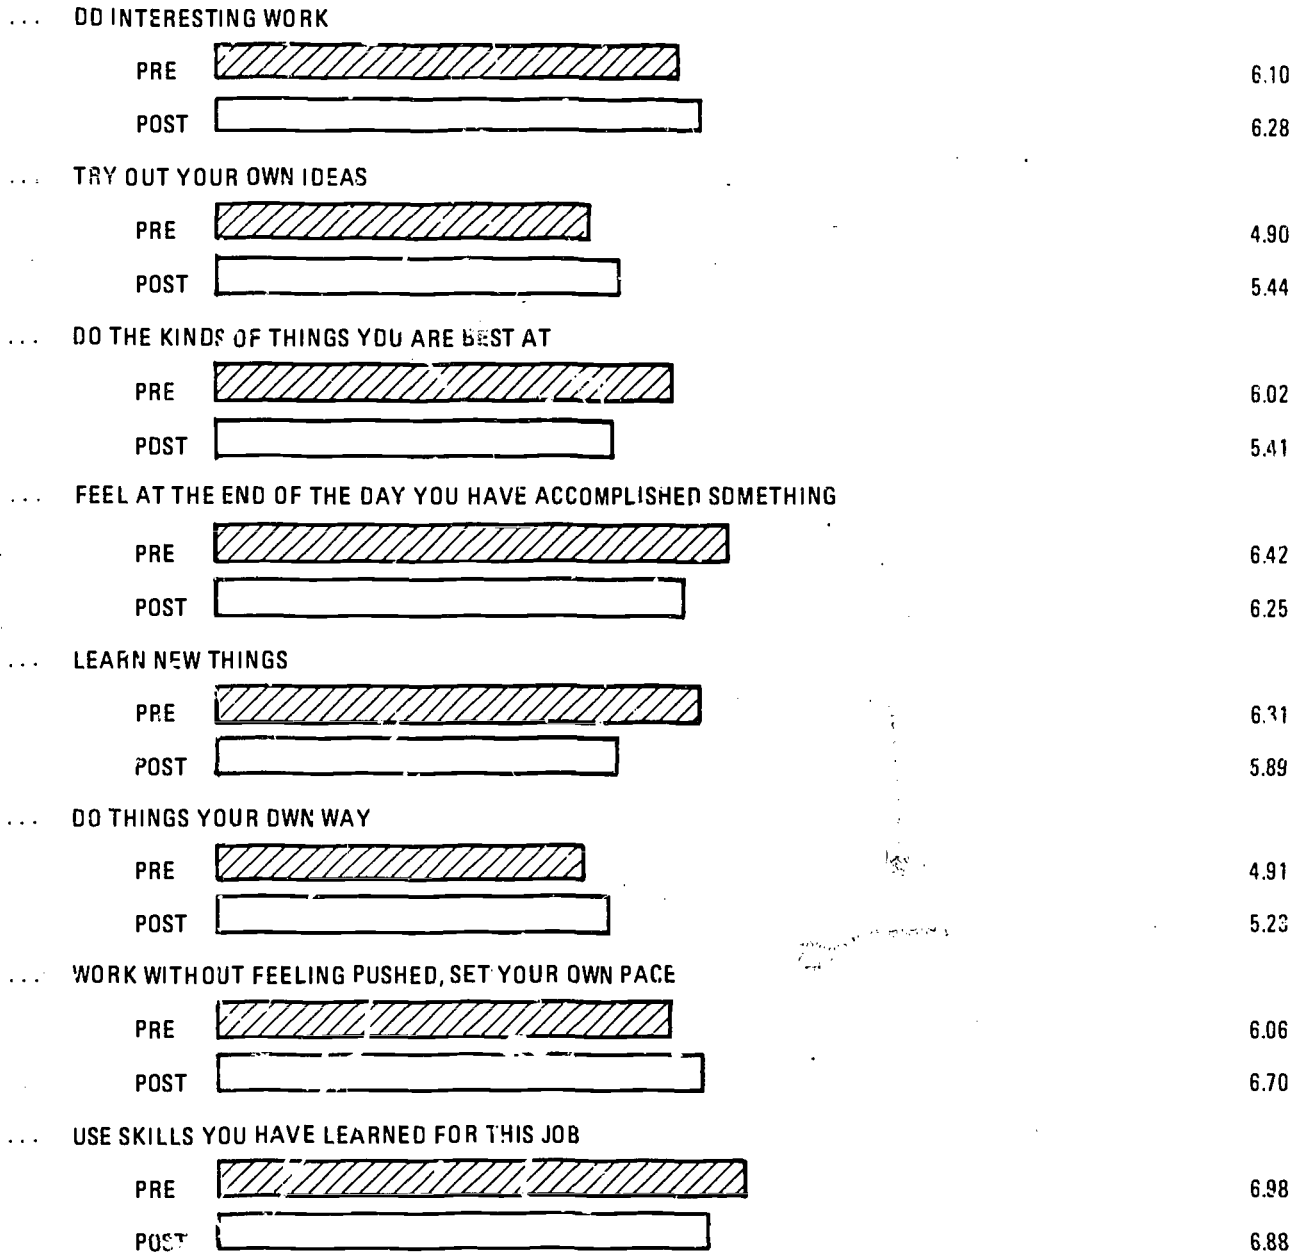 ... DO INTERESTING WORK
PRE 6.10
POST 6.28
... TRY OUT YOUR OWN IDEAS
PRE 4.90
POST 5.44
... DO THE KINDS OF THINGS YOU ARE BEST AT
PRE 6.02
POST 5.41
... FEEL AT THE END OF THE DAY YOU HAVE ACCOMPLISHED SOMETHING
PRE 6.42
POST 6.25
... LEARN NEW THINGS
PRE 6.31
POST 5.89
... DO THINGS YOUR OWN WAY
PRE 4.91
POST 5.23
... WORK WITHOUT FEELING PUSHED, SET YOUR OWN PACE
PRE 6.06
POST 6.70
... USE SKILLS YOU HAVE LEARNED FOR THIS JOB
PRE 6.98
POST 6.88